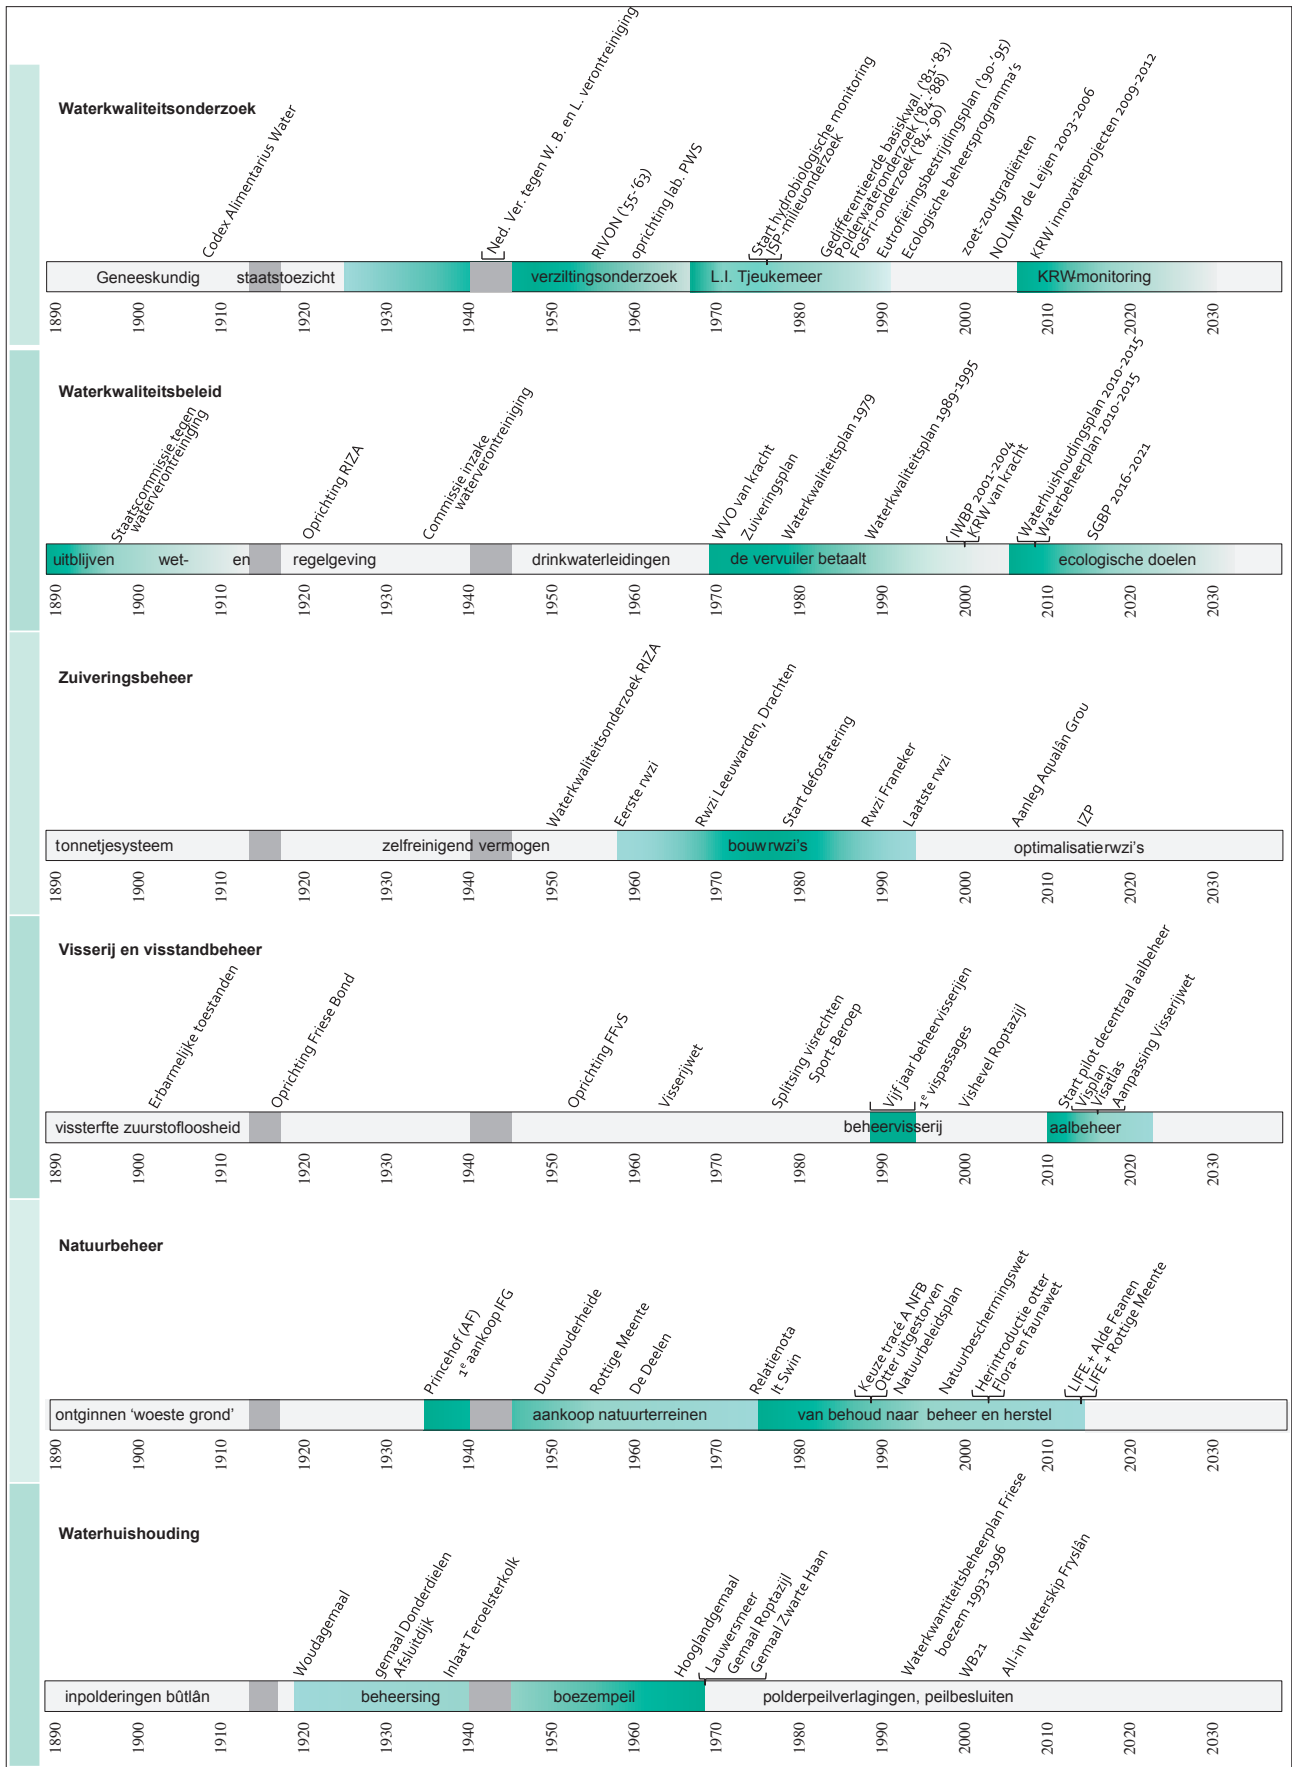 Waterkwaliteitsonderzoek
Codex Alimentarius Water
Ned. Ver. tegen W. B. en L. verontreiniging
RIVON ('55-'63)
oprichting lab. PWS
Start hydrobiologische monitoring
ISP-milieuonderzoek
Gedifferentieerde basiskwal. ('81-'83)
Polderwateronderzoek ('84-'88)
FosFri-onderzoek ('84-'90)
Eutrofiëringsbestrijdingsplan ('90-'95)
Ecologische beheersprogramma's
zoet-zoutgradiënten
NOLIMP de Leijen 2003-2006
KRW innovatieprojecten 2009-2012
Geneeskundig staatstoezicht verziltingsonderzoek L.I. Tjeukemeer KRW-monitoring
1890 1900 1910 1920 1930 1940 1950 1960 1970 1980 1990 2000 2010 2020 2030
Waterkwaliteitsbeleid
Staatscommissie tegen
waterverontreiniging
Oprichting RIZA
Commissie inzake
waterverontreiniging
WVO van kracht
Zuiveringsplan
Waterkwaliteitsplan 1979
Waterkwaliteitsplan 1989-1995
IWBP 2001-2004
KRW van kracht
Waterhuishoudingsplan 2010-2015
Waterbeheerplan 2010-2015
SGBP 2016-2021
uitblijven wet- en regelgeving drinkwaterleidingen de vervuiler betaalt ecologische doelen
1890 1900 1910 1920 1930 1940 1950 1960 1970 1980 1990 2000 2010 2020 2030
Zuiveringsbeheer
Waterkwaliteitsonderzoek RIZA
Eerste rwzi
Rwzi Leeuwarden, Drachten
Start defosfatering
Rwzi Franeker
Laatste rwzi
Aanleg Aqualân Grou
IZP
tonnetjesysteem zelfreinigend vermogen bouw rwzi's optimalisatie rwzi's
1890 1900 1910 1920 1930 1940 1950 1960 1970 1980 1990 2000 2010 2020 2030
Visserij en visstandbeheer
Erbarmelijke toestanden
Oprichting Friese Bond
Oprichting FFvS
Visserijwet
Splitsing visrechten
Sport-Beroep
Vijf jaar beheervisserijen
1e vispassages
Vishevel Roptazijl
Start pilot decentraal aalbeheer
Visplan
Visatlas
Aanpassing Visserijwet
vissterfte zuurstofloosheid beheervisserij aalbeheer
1890 1900 1910 1920 1930 1940 1950 1960 1970 1980 1990 2000 2010 2020 2030
Natuurbeheer
Princehof (AF)
1e aankoop IFG
Duurwouderheide
Rottige Meente
De Deelen
Relatienota
It Swin
Keuze tracé A NFB
Otter uitgestorven
Natuurbeleidsplan
Natuurbeschermingswet
Herintroductie otter
Flora- en faunawet
LIFE + Alde Feanen
LIFE + Rottige Meente
ontginnen 'woeste grond' aankoop natuurterreinen van behoud naar beheer en herstel
1890 1900 1910 1920 1930 1940 1950 1960 1970 1980 1990 2000 2010 2020 2030
Waterhuishouding
Woudagemaal
gemaal Donderdielen
Afsluitdijk
Inlaat Teroelsterkolk
Hooglandgemaal
Lauwersmeer
Gemaal Roptazijl
Gemaal Zwarte Haan
Waterkwantiteitsbeheerplan Friese
boezem 1993-1996
WB21
All-in Wetterskip Fryslân
inpolderingen bûtlân beheersing boezempeil polderpeilverlagingen, peilbesluiten
1890 1900 1910 1920 1930 1940 1950 1960 1970 1980 1990 2000 2010 2020 2030